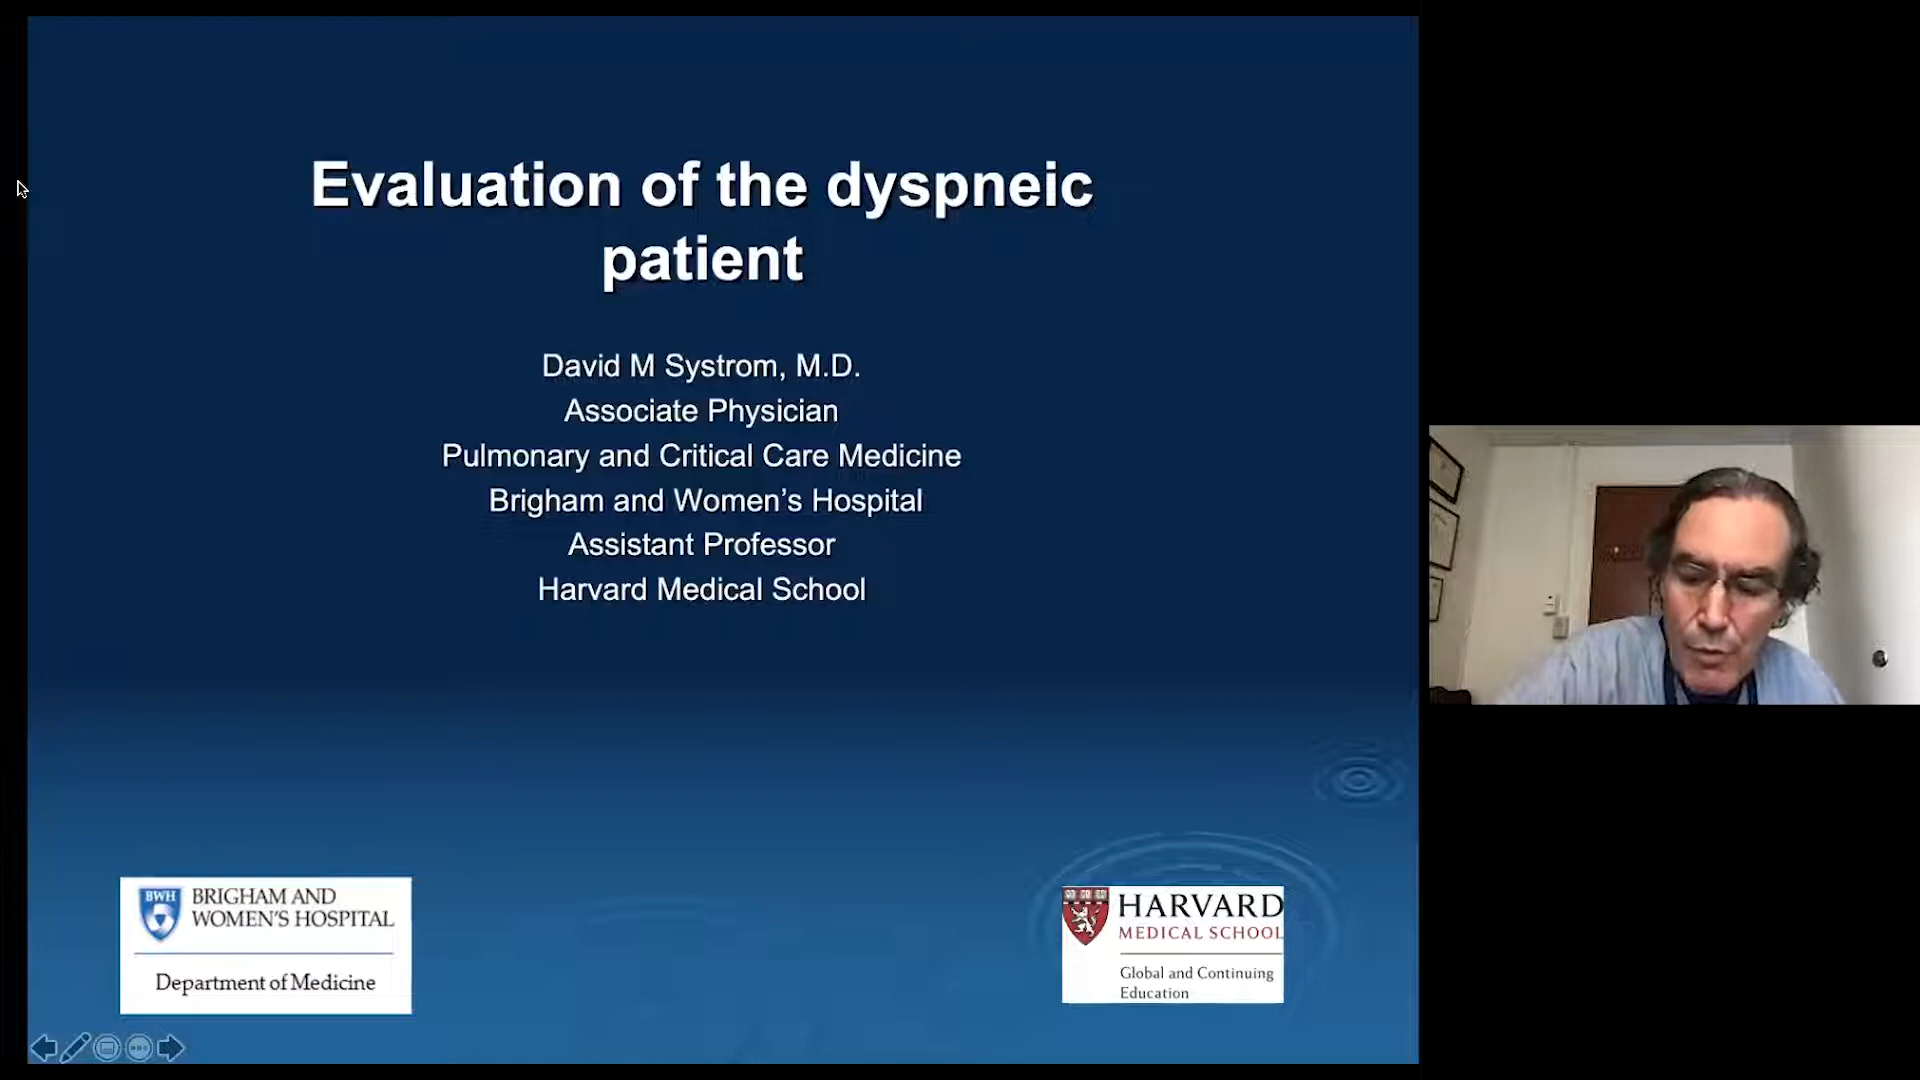 Evaluation of the dyspneic
patient
David M Systrom, M.D.
Associate Physician
Pulmonary and Critical Care Medicine
Brigham and Women’s Hospital
Assistant Professor
Harvard Medical School
BWH
BRIGHAM AND
WOMEN'S HOSPITAL
Department of Medicine
HARVARD
MEDICAL SCHOOL
Global and Continuing
Education